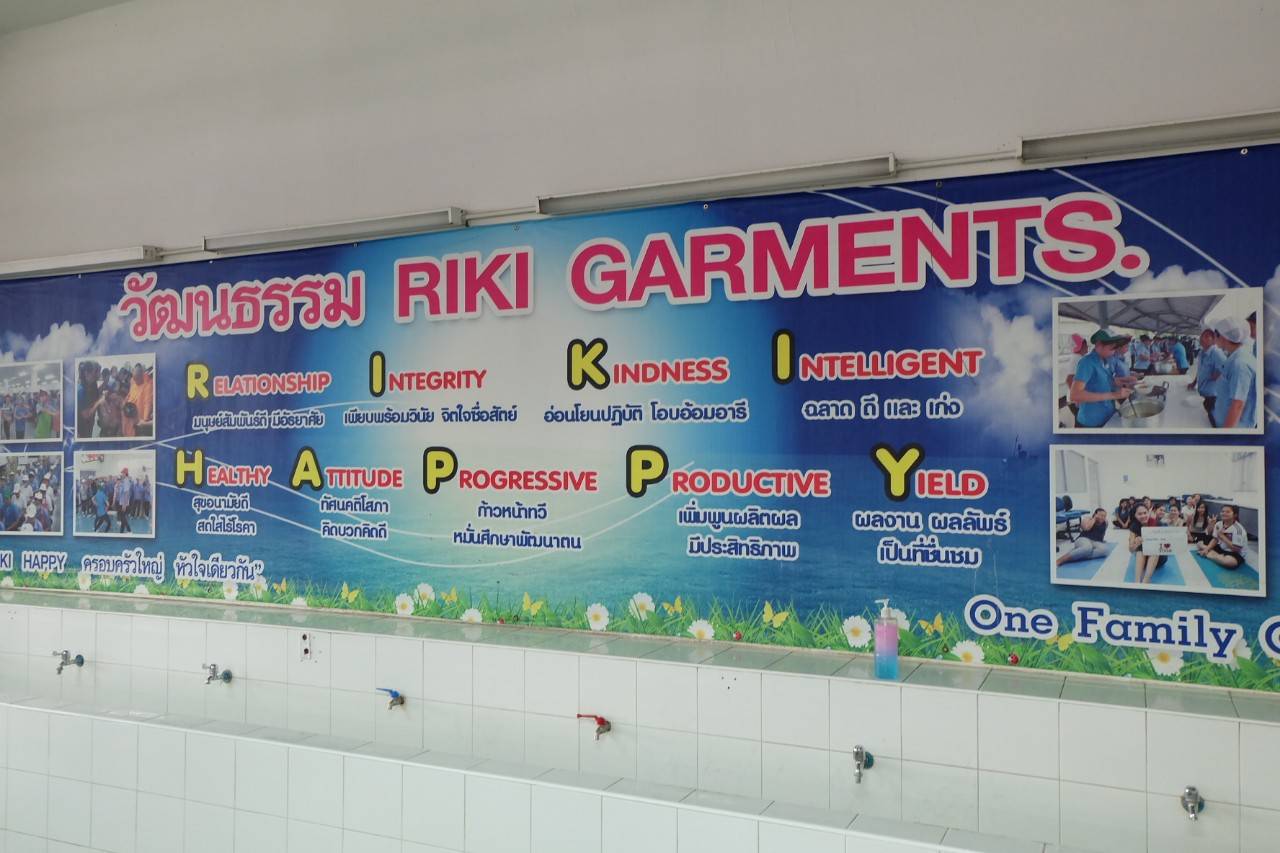 วัฒนธรรม RIKI GARMENTS.
RELATIONSHIP INTEGRITY KINDNESS INTELLIGENT
มนุษย์สัมพันธ์ดี มีอัธยาศัย เพียบพร้อมวินัย จิตใจซื่อสัทย์ อ่อนโยนปฏิบัติ โอบอ้อมอารี ฉลาด ดี และ เก่ง
HEALTHY ATTITUDE PROGRESSIVE PRODUCTIVE YIELD
สุขอนามัยดี ทัศนคติโสภา ก้าวหน้าทวี เพิ่มพูนผลิตผล ผลงาน ผลลัพธ์
สดใสไร้โรคา คิดบวกคิดดี หมั่นศึกษาพัฒนาตน มีประสิทธิภาพ เป็นที่ชื่นชม
KI HAPPY ครอบครัวใหญ่ หัวใจเดียวกัน"
One Family